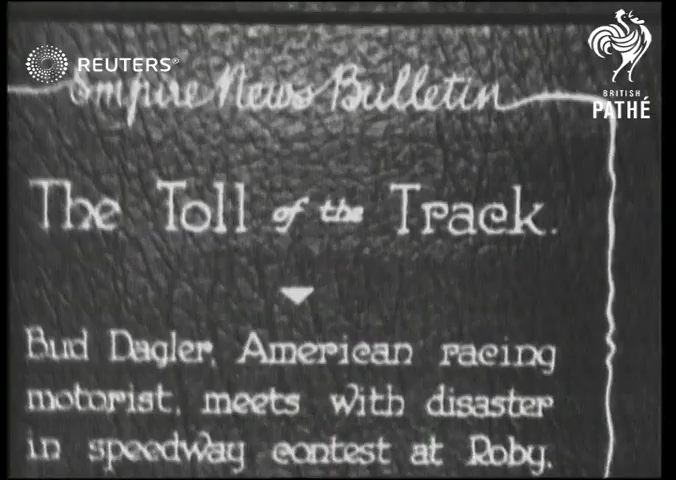 REUTERS®
BRITISH
PATHÉ
Empire News Bulletin
The Toll of the Track.
Bud Dagler, American racing
motorist, meets with disaster
in speedway contest at Roby.